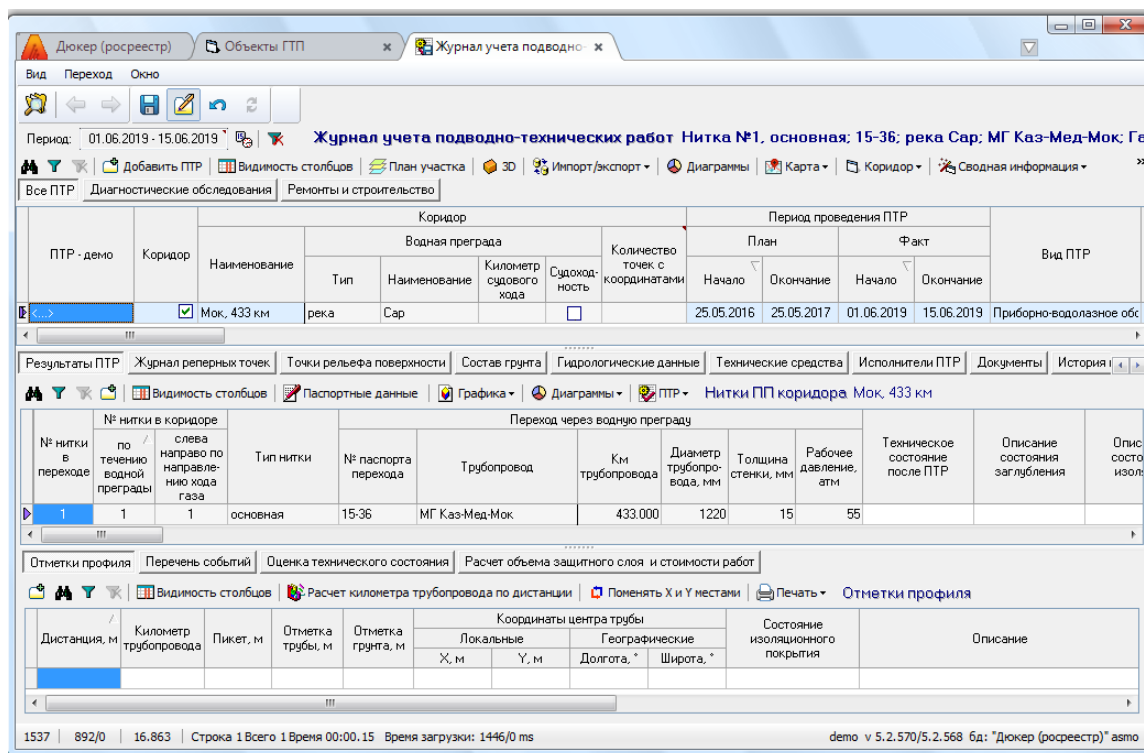 Дюкер (росреестр) Объекты ГТП Журнал учета подводно-
Вид Переход Окно
Период: 01.06.2019 - 15.06.2019 Журнал учета подводно-технических работ Нитка №1, основная; 15-36; река Сар; МГ Каз-Мед-Мок; Га
Добавить ПТР Видимость столбцов План участка 3D Импорт/экспорт Диаграммы Карта Коридор Сводная информация »
Все ПТР Диагностические обследования Ремонты и строительство
Коридор Период проведения ПТР
ПТР - демо Коридор Наименование Водная преграда Количество точек с координатами План Факт Вид ПТР
Тип Наименование Километр судового хода Судоход-ность Начало Окончание Начало Окончание
<...> Мок, 433 км река Сар 25.05.2016 25.05.2017 01.06.2019 15.06.2019 Приборно-водолазное обс
Результаты ПТР Журнал реперных точек Точки рельефа поверхности Состав грунта Гидрологические данные Технические средства Исполнители ПТР Документы История
Видимость столбцов Паспортные данные Графика Диаграммы ПТР Нитки ПП коридора Мок, 433 км
№ нитки в коридоре Переход через водную преграду
№ нитки в переходе по течению водной преграды слева направо по направле-нию хода газа Тип нитки № паспорта перехода Трубопровод Км трубопровода Диаметр трубопро-вода, мм Толщина стенки, мм Рабочее давление, атм Техническое состояние после ПТР Описание состояния заглубления Опис состо изол
1 1 1 основная 15-36 МГ Каз-Мед-Мок 433.000 1220 15 55
Отметки профиля Перечень событий Оценка технического состояния Расчет объема защитного слоя и стоимости работ
Видимость столбцов Расчет километра трубопровода по дистанции Поменять X и Y местами Печать Отметки профиля
Координаты центра трубы
Дистанция, м Километр трубопровода Пикет, м Отметка трубы, м Отметка грунта, м Локальные Географические Состояние изоляционного покрытия Описание
X, м Y, м Долгота, ° Широта, °
1537 892/0 16.863 Строка 1 Всего 1 Время 00:00.15 Время загрузки: 1446/0 ms demo v 5.2.570/5.2.568 бд: "Дюкер (росреестр)" asmo